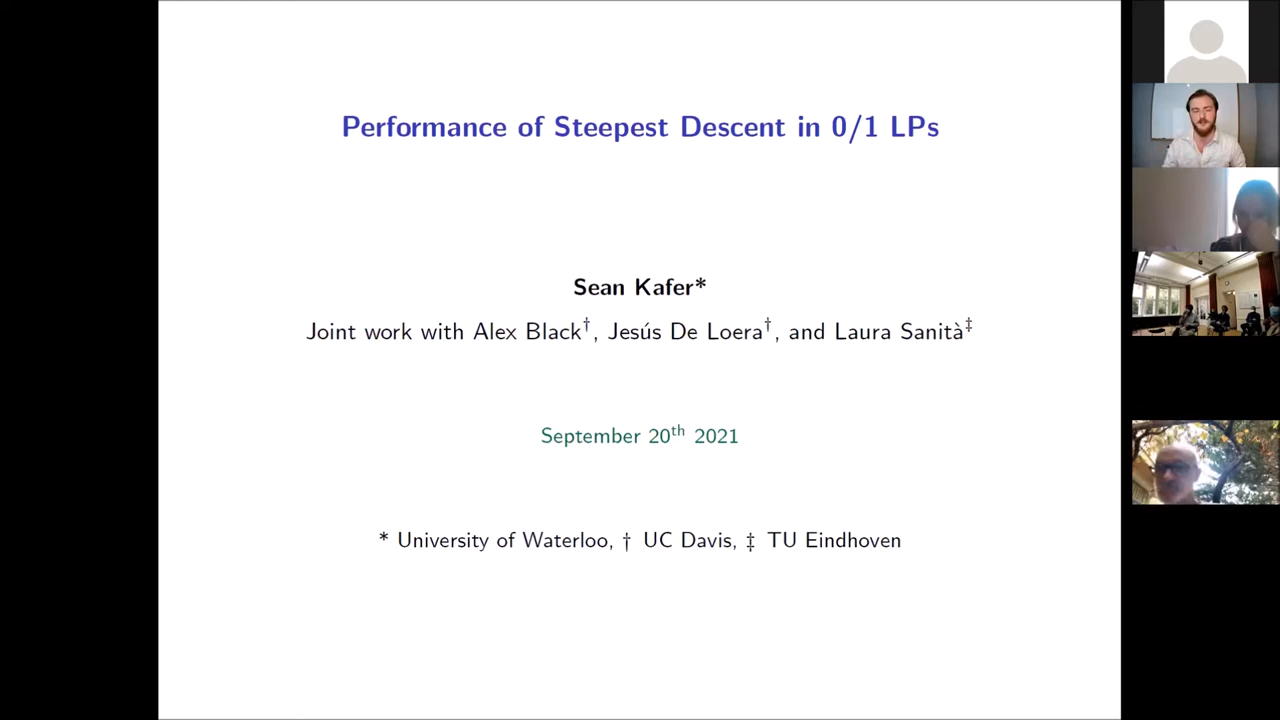 Performance of Steepest Descent in 0/1 LPs
Sean Kafer*
Joint work with Alex Black†, Jesús De Loera†, and Laura Sanità‡
September 20th 2021
* University of Waterloo, † UC Davis, ‡ TU Eindhoven